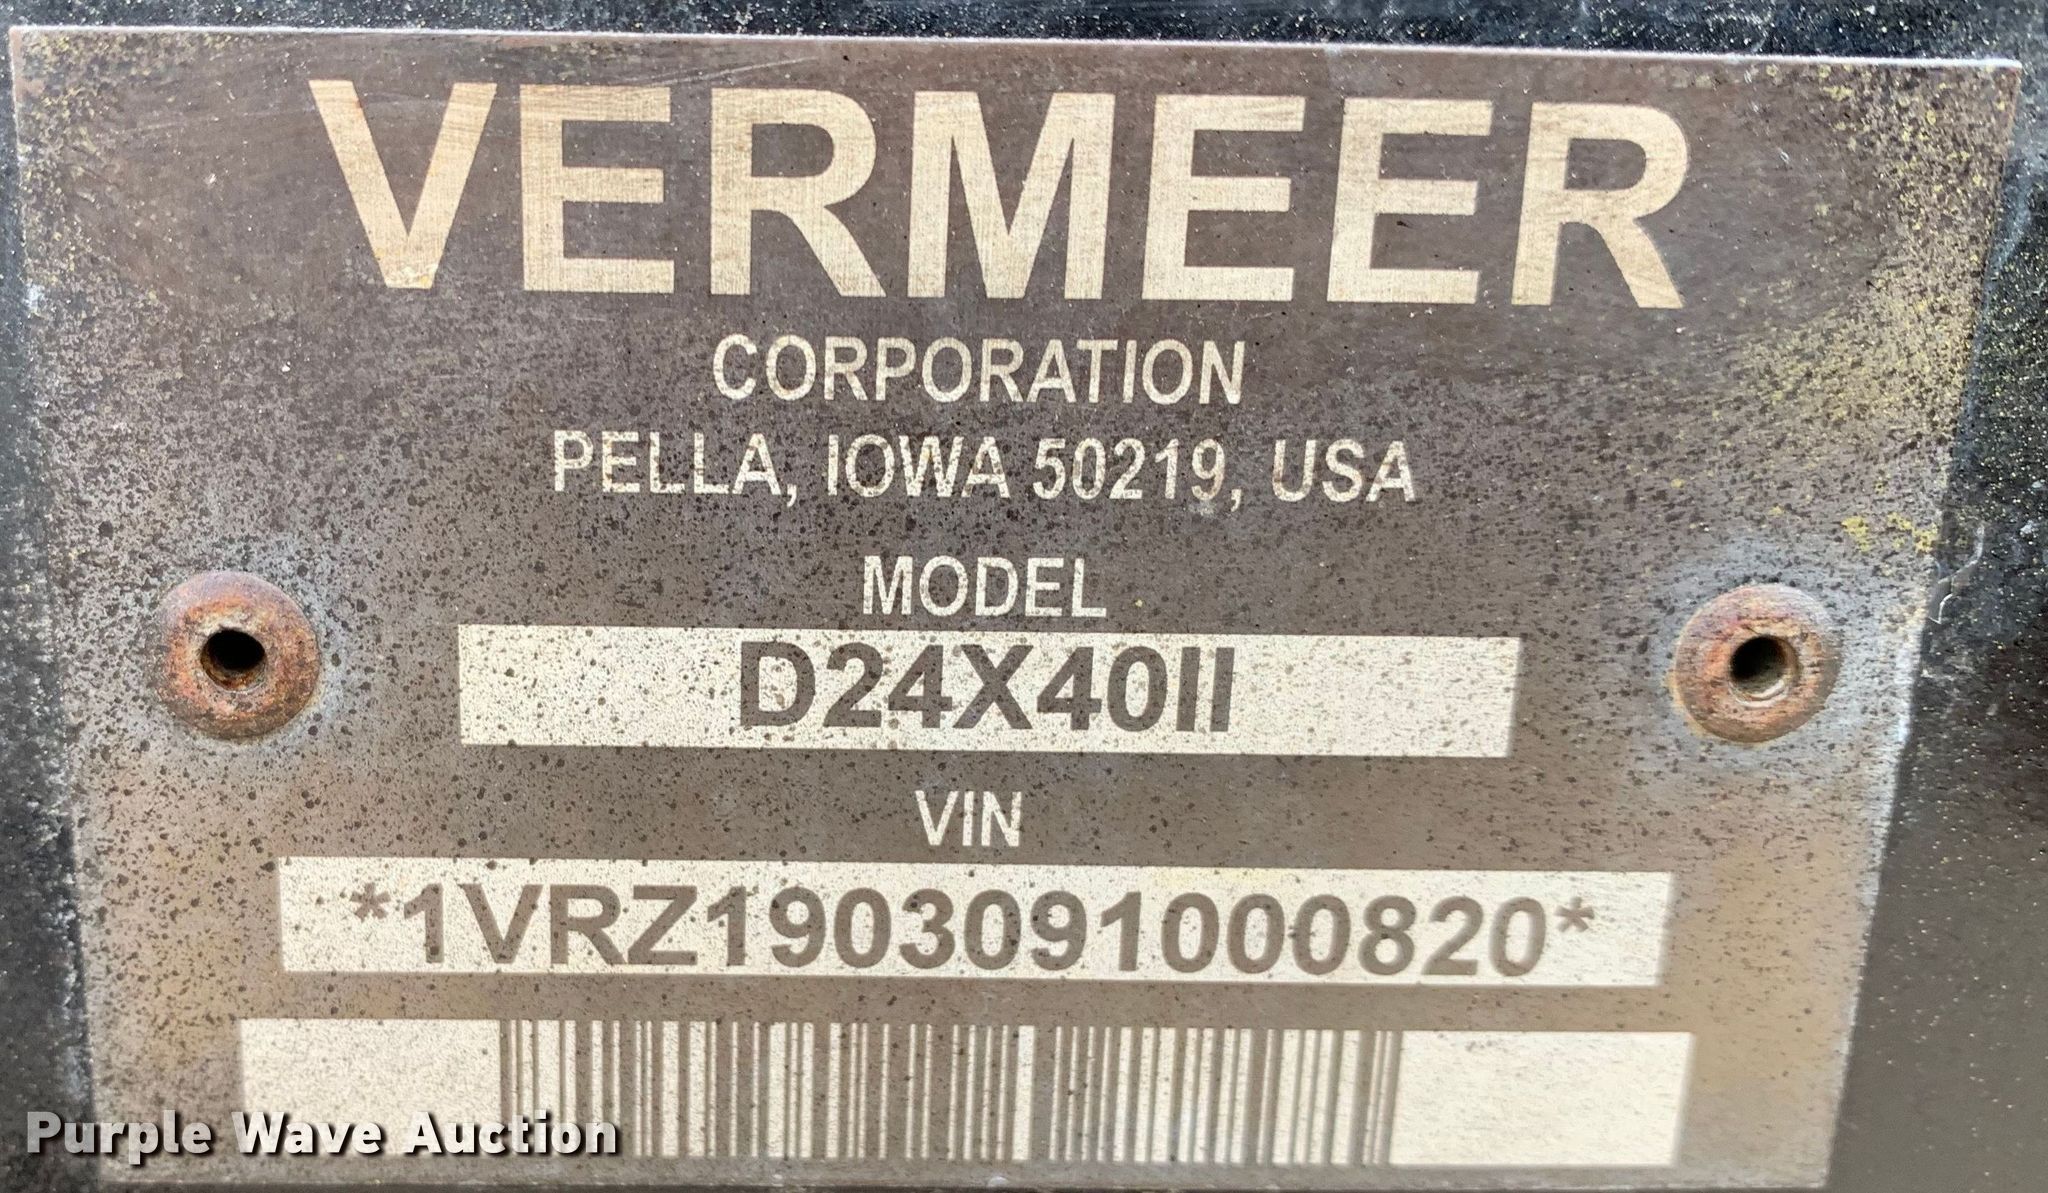 VERMEER
CORPORATION
PELLA, IOWA 50219, USA
MODEL
D24X40II
VIN
*1VRZ1903091000820*
Purple Wave Auction